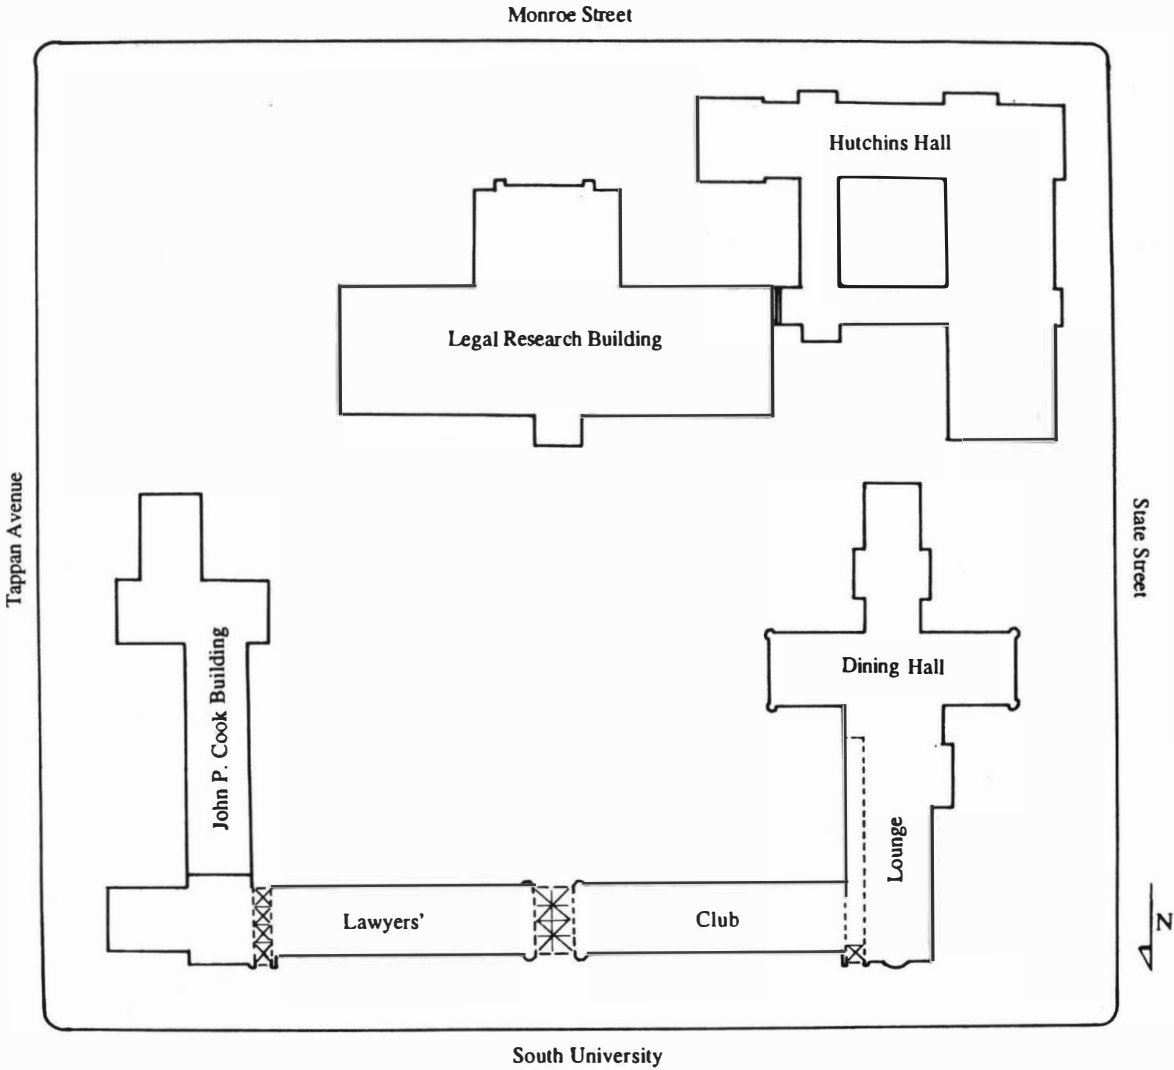 Monroe Street
Hutchins Hall
Legal Research Building
Tappan Avenue
State Street
John P. Cook Building
Dining Hall
Lounge
Lawyers'
Club
N
South University